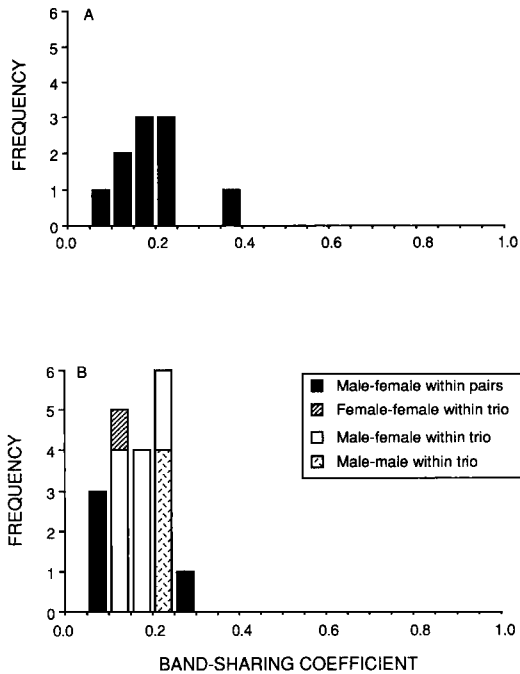 A
6
5
4
3
2
1
0
FREQUENCY
0.0 0.2 0.4 0.6 0.8 1.0
B
6
5
4
3
2
1
0
FREQUENCY
Male-female within pairs
Female-female within trio
Male-female within trio
Male-male within trio
0.0 0.2 0.4 0.6 0.8 1.0
BAND-SHARING COEFFICIENT